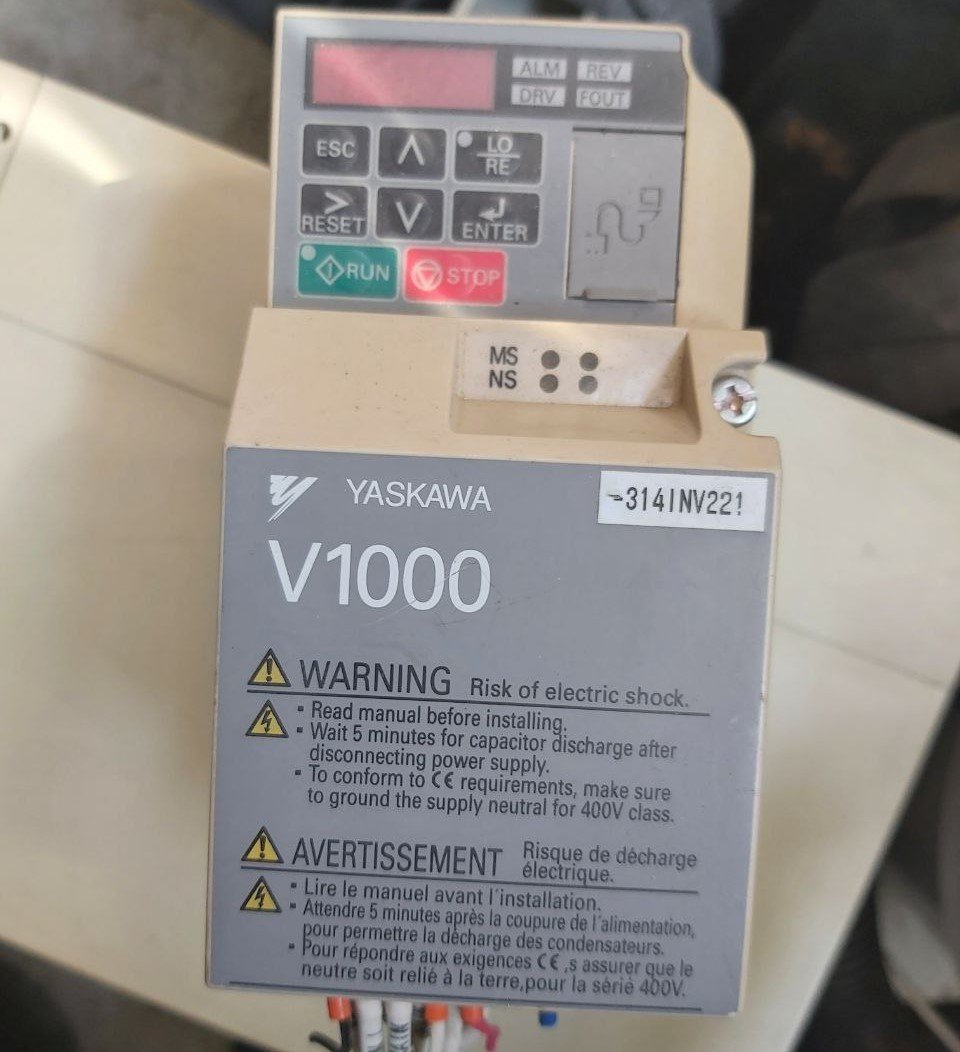 ALM REV
DRV FOUT
ESC LO
RE
RESET ENTER
RUN STOP
MS
NS
YASKAWA
-314INV221
V1000
WARNING Risk of electric shock.
Read manual before installing.
Wait 5 minutes for capacitor discharge after
disconnecting power supply.
To conform to CE requirements, make sure
to ground the supply neutral for 400V class.
AVERTISSEMENT Risque de décharge
électrique.
Lire le manuel avant l'installation.
Attendre 5 minutes après la coupure de l'alimentation,
pour permettre la décharge des condensateurs.
Pour répondre aux exigences CE ,s assurer que le
neutre soit relié à la terre,pour la série 400V.